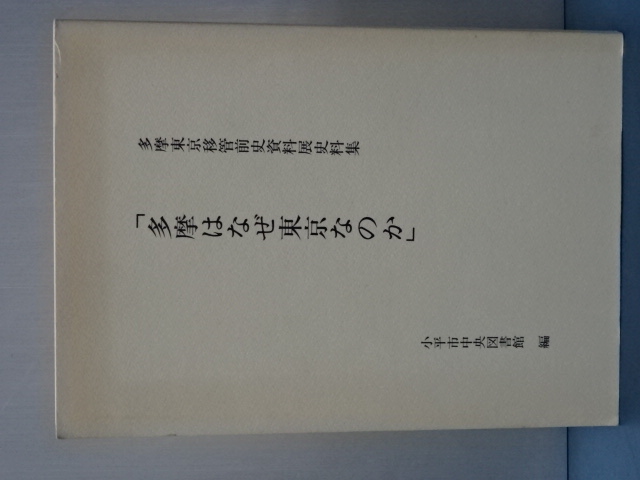 多摩東京移管前史資料展史料集
「多摩はなぜ東京なのか」
小平市中央図書館 編